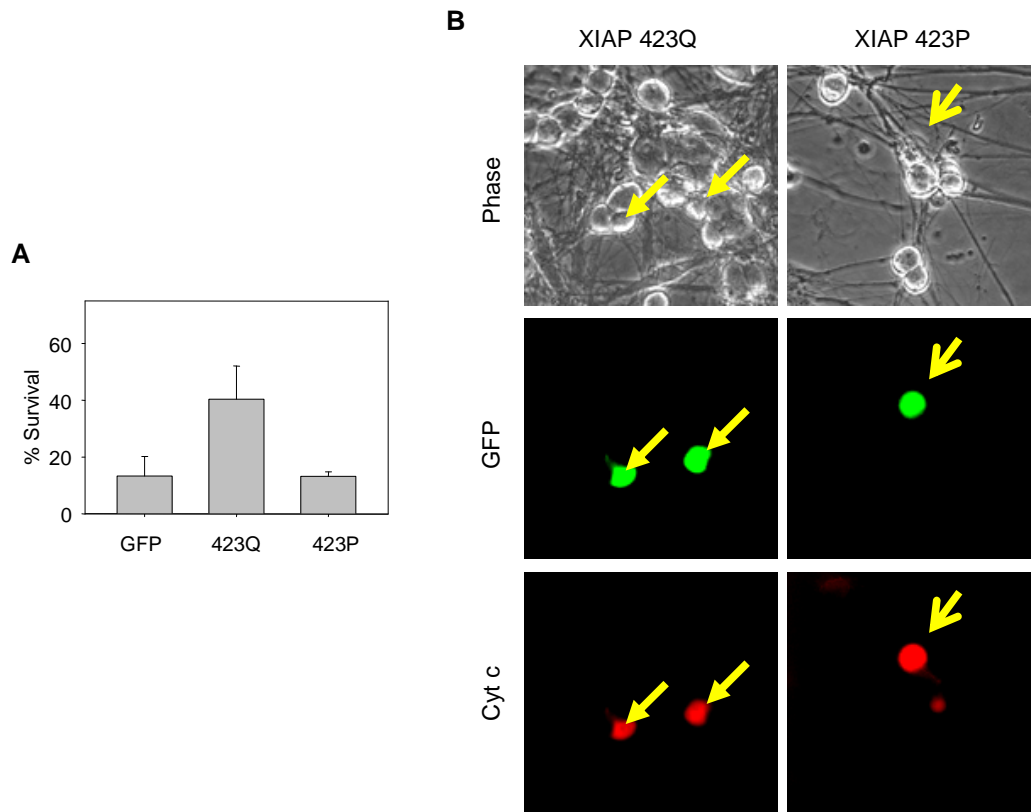 A
% Survival
60
40
20
0
GFP 423Q 423P
B
XIAP 423Q XIAP 423P
Phase
GFP
Cyt c